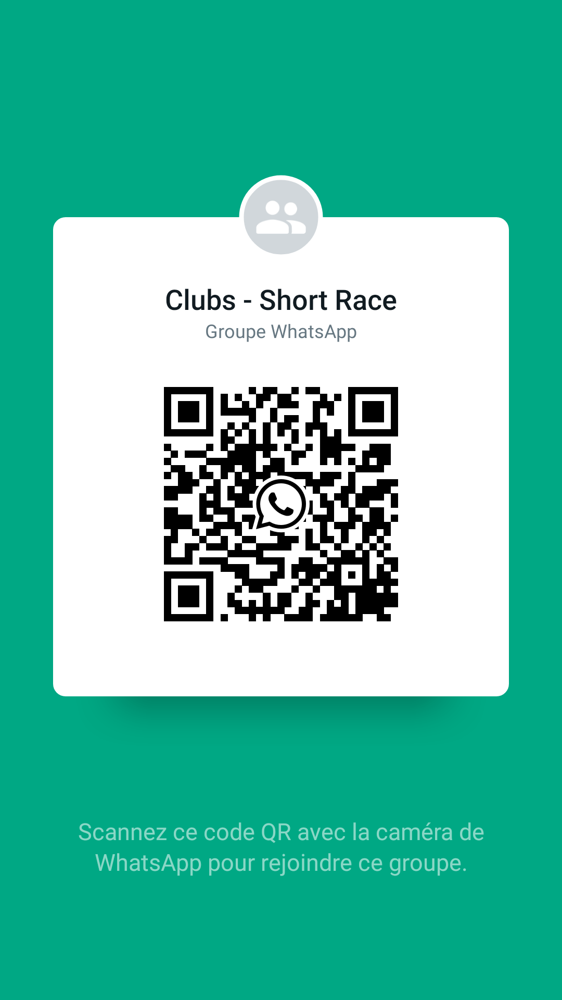 Clubs - Short Race
Groupe WhatsApp
Scannez ce code QR avec la caméra de
WhatsApp pour rejoindre ce groupe.